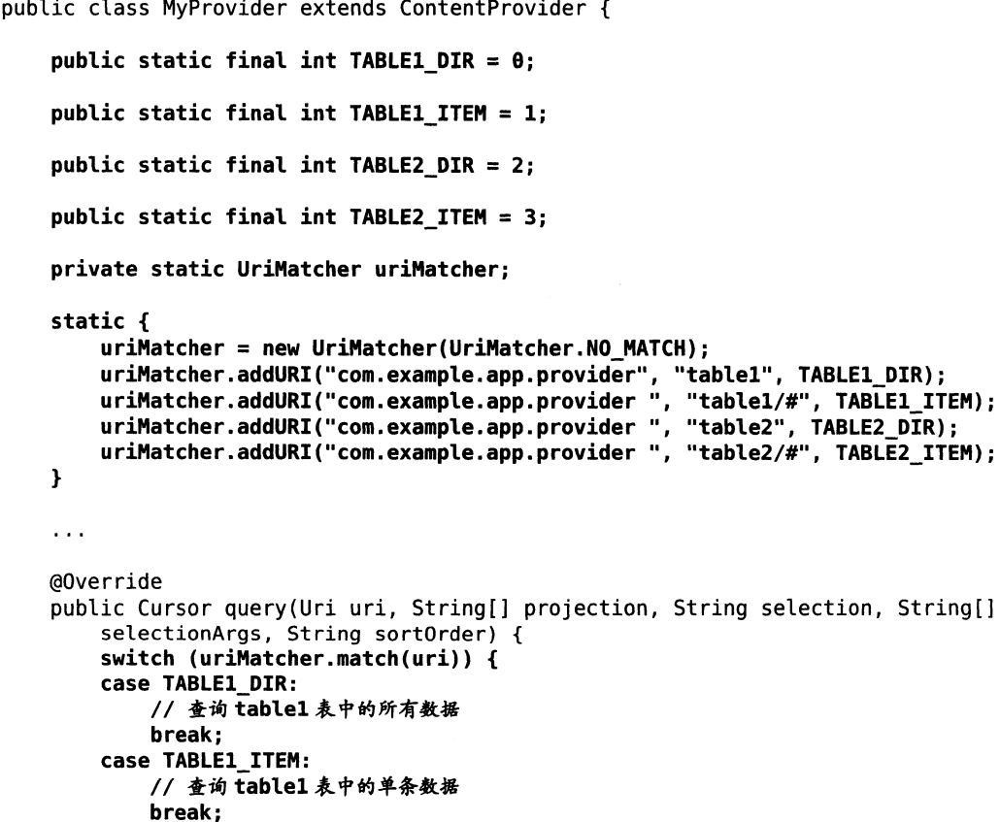 public class MyProvider extends ContentProvider {
    public static final int TABLE1_DIR = 0;
    public static final int TABLE1_ITEM = 1;
    public static final int TABLE2_DIR = 2;
    public static final int TABLE2_ITEM = 3;
    private static UriMatcher uriMatcher;
    static {
        uriMatcher = new UriMatcher(UriMatcher.NO_MATCH);
        uriMatcher.addURI("com.example.app.provider", "table1", TABLE1_DIR);
        uriMatcher.addURI("com.example.app.provider ", "table1/#", TABLE1_ITEM);
        uriMatcher.addURI("com.example.app.provider ", "table2", TABLE2_DIR);
        uriMatcher.addURI("com.example.app.provider ", "table2/#", TABLE2_ITEM);
    }
    ...
    @Override
    public Cursor query(Uri uri, String[] projection, String selection, String[]
        selectionArgs, String sortOrder) {
        switch (uriMatcher.match(uri)) {
        case TABLE1_DIR:
            // 查询 table1 表中的所有数据
            break;
        case TABLE1_ITEM:
            // 查询 table1 表中的单条数据
            break;